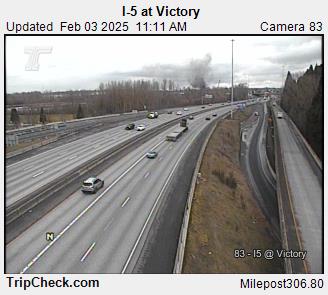 I-5 at Victory
Updated Feb 03 2025 11:11 AM Camera 83
T
N
83 - I5 @ Victory
TripCheck.com Milepost306.80